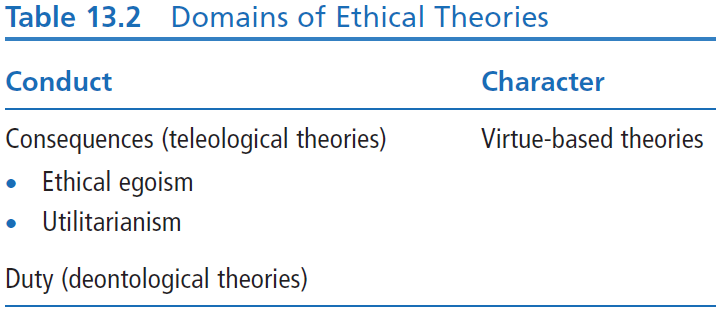 Table 13.2 Domains of Ethical Theories
Conduct Character
Consequences (teleological theories) Virtue-based theories
• Ethical egoism
• Utilitarianism
Duty (deontological theories)